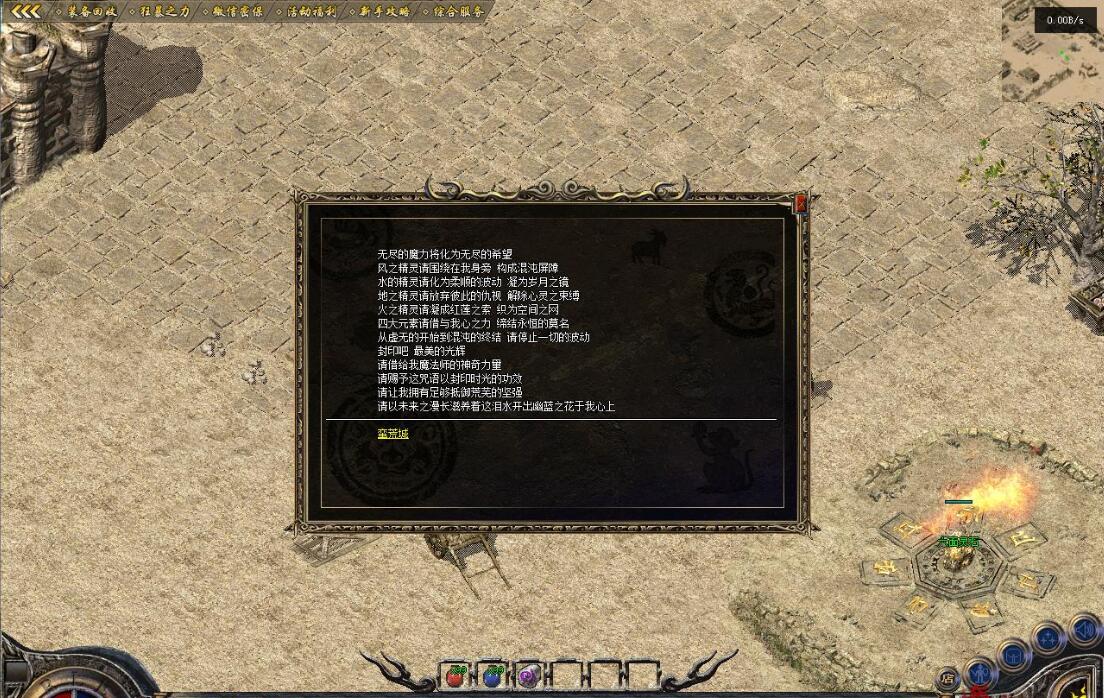 装备回收 狂暴之力 微信密保 活动福利 新手攻略 综合服务
0.00B/s
无尽的魔力将化为无尽的希望
风之精灵请围绕在我身旁 构成混沌屏障
水的精灵请化为柔顺的波动 凝为岁月之镜
地之精灵请放弃彼此的仇视 解除心灵之束缚
火之精灵请凝成红莲之索 织为空间之网
四大元素请借与我心之力 缔结永恒的莫名
从虚无的开始到混沌的终结 请停止一切的波动
封印吧 最美的光辉
请借给我魔法师的神奇力量
请赐予这咒语以封印时光的功效
请让我拥有足够抵御荒芜的坚强
请以未来之漫长滋养着这泪水开出幽蓝之花于我心上
蛮荒城
店